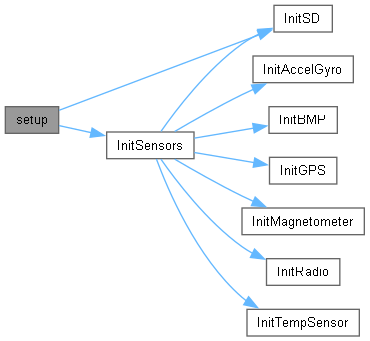 InitSD
InitAccelGyro
setup
InitBMP
InitSensors
InitGPS
InitMagnetometer
InitRadio
InitTempSensor